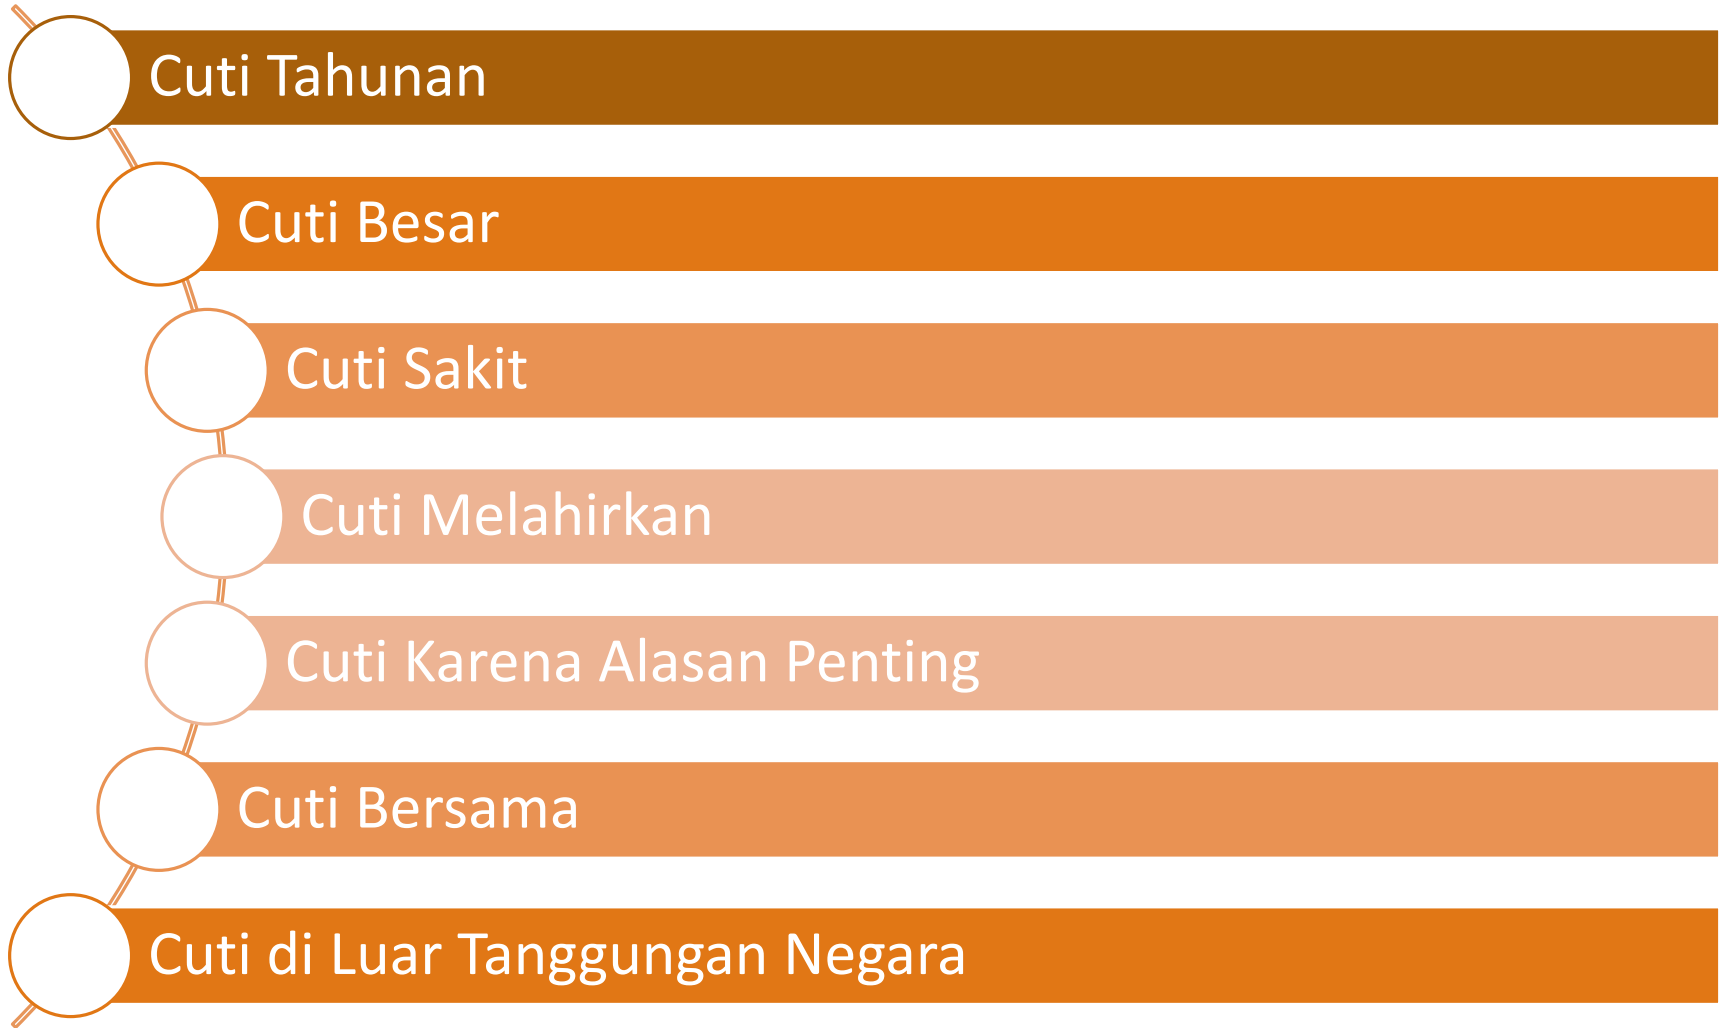 Cuti Tahunan
Cuti Besar
Cuti Sakit
Cuti Melahirkan
Cuti Karena Alasan Penting
Cuti Bersama
Cuti di Luar Tanggungan Negara